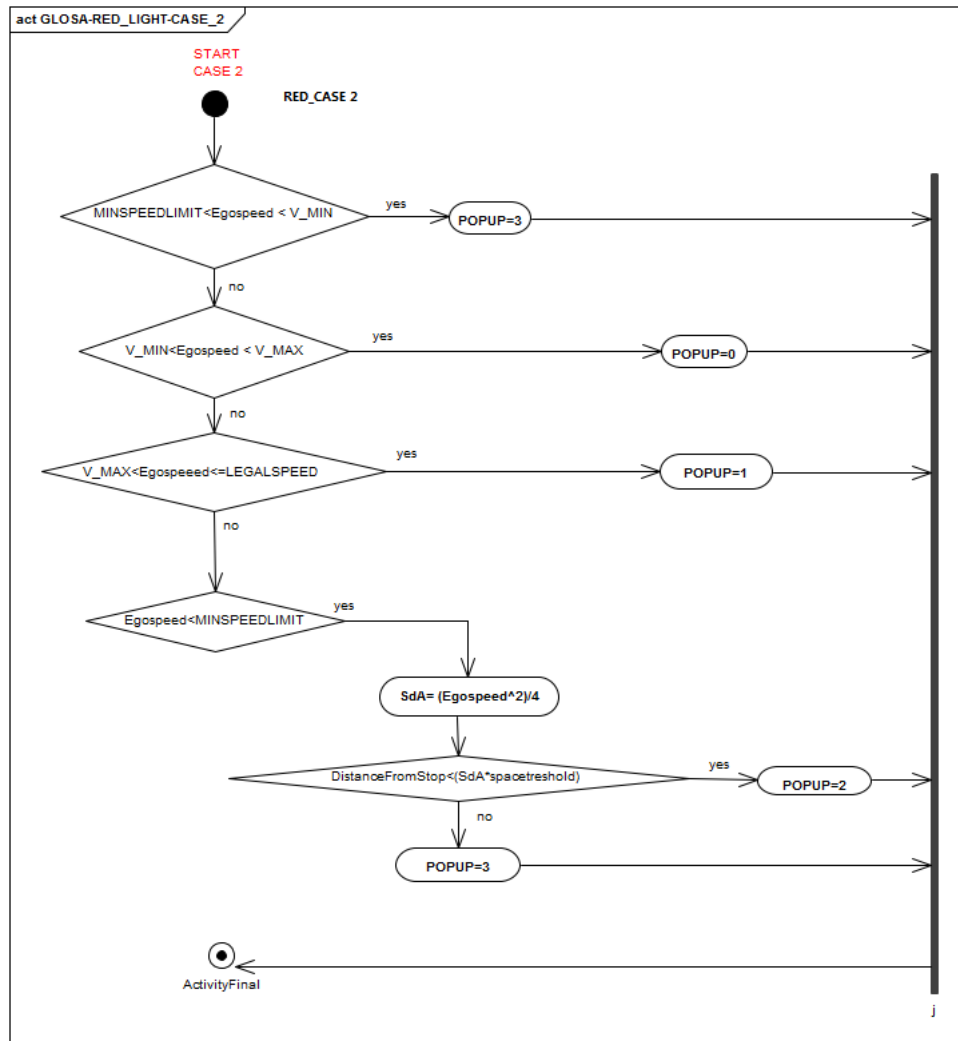 act GLOSA-RED_LIGHT-CASE_2
START
CASE 2
RED_CASE 2
MINSPEEDLIMIT<Egospeed < V_MIN
yes
POPUP=3
no
V_MIN<Egospeed < V_MAX
yes
POPUP=0
no
V_MAX<Egospeeed<=LEGALSPEED
yes
POPUP=1
no
Egospeed<MINSPEEDLIMIT
yes
SdA= (Egospeed^2)/4
DistanceFromStop<(SdA*spacetreshold)
yes
POPUP=2
no
POPUP=3
ActivityFinal
j